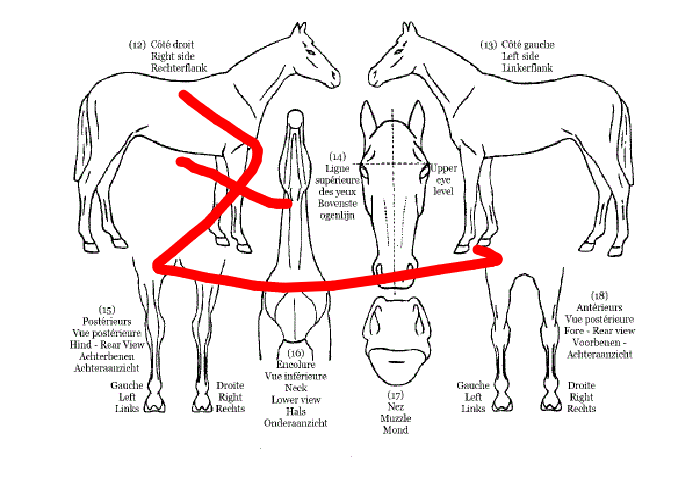 (12) Côté droit
Right side
Rechterflank
(13) Côté gauche
Left side
Linkerflank
(14)
Ligne
supérieure
des yeux
Bovenste
ogenlijn
Upper
eye
level
(15)
Postérieurs
Vue postérieure
Hind - Rear View
Achterbenen
Achteraanzicht
Gauche
Left
Links
Droite
Right
Rechts
(16)
Encolure
Vue inférieure
Neck
Lower view
Hals
Onderaanzicht
(17)
Nez
Muzzle
Mond
(18)
Antérieurs
Vue postérieure
Fore - Rear view
Voorbenen -
Achteraanzicht
Gauche
Left
Links
Droite
Right
Rechts